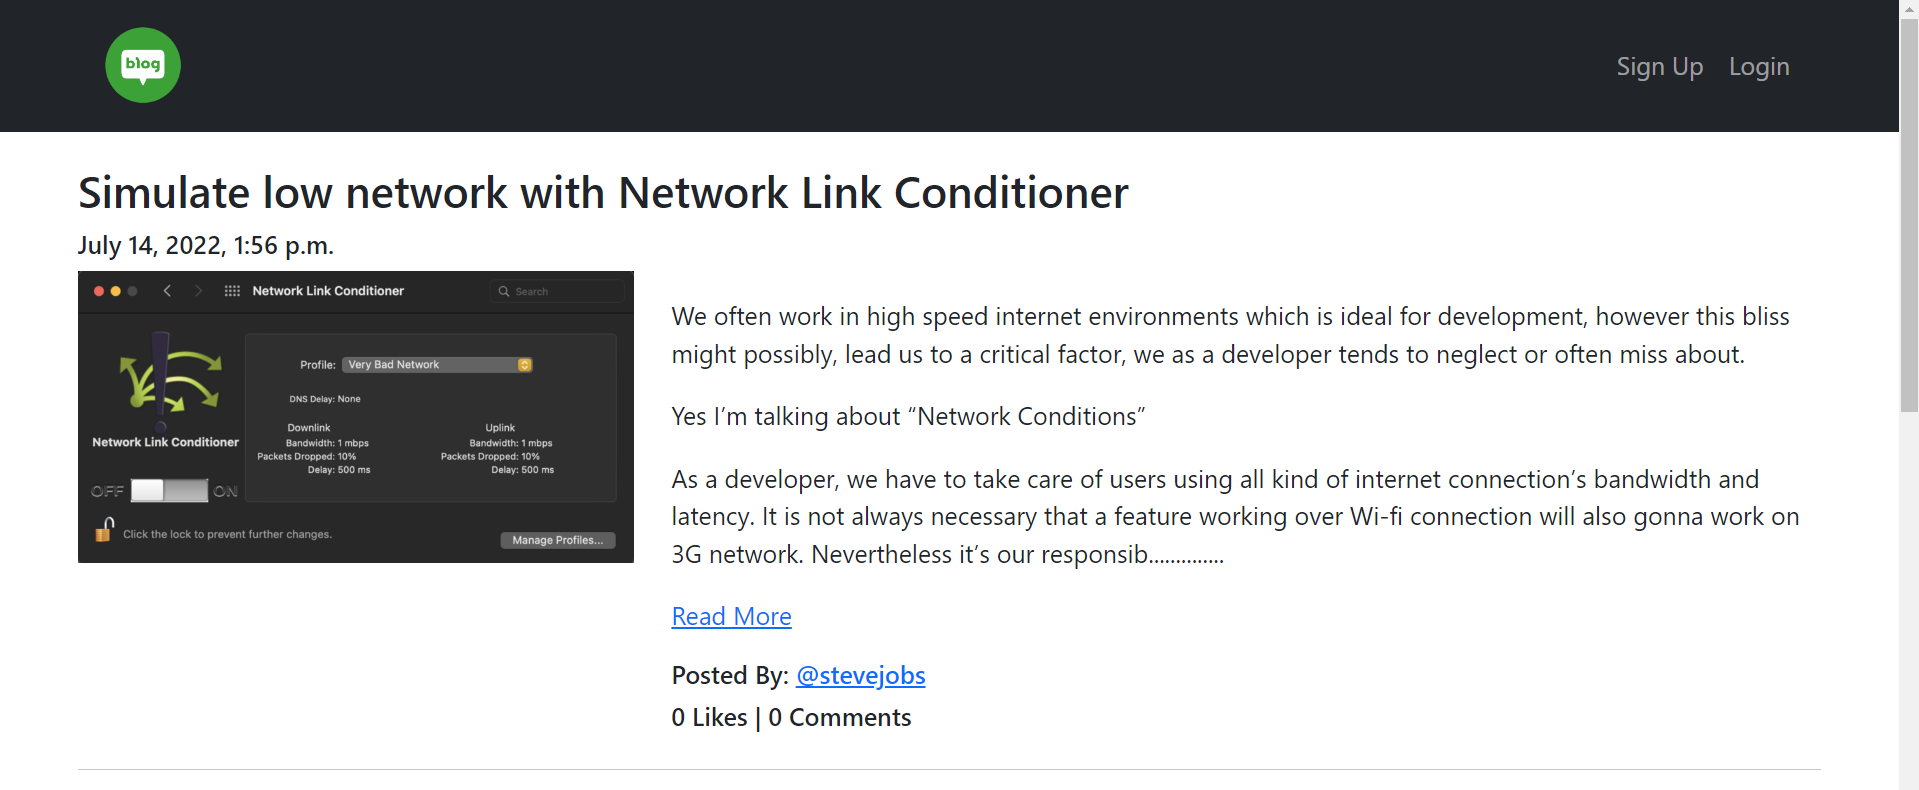 blog
Sign Up Login
Simulate low network with Network Link Conditioner
July 14, 2022, 1:56 p.m.
Network Link Conditioner
Search
Network Link Conditioner
OFF ON
Profile: Very Bad Network
DNS Delay: None
Downlink
Bandwidth: 1 mbps
Packets Dropped: 10%
Delay: 500 ms
Uplink
Bandwidth: 1 mbps
Packets Dropped: 10%
Delay: 500 ms
Click the lock to prevent further changes.
Manage Profiles...
We often work in high speed internet environments which is ideal for development, however this bliss
might possibly, lead us to a critical factor, we as a developer tends to neglect or often miss about.
Yes I’m talking about “Network Conditions”
As a developer, we have to take care of users using all kind of internet connection’s bandwidth and
latency. It is not always necessary that a feature working over Wi-fi connection will also gonna work on
3G network. Nevertheless it’s our responsib..............
Read More
Posted By: @stevejobs
0 Likes | 0 Comments